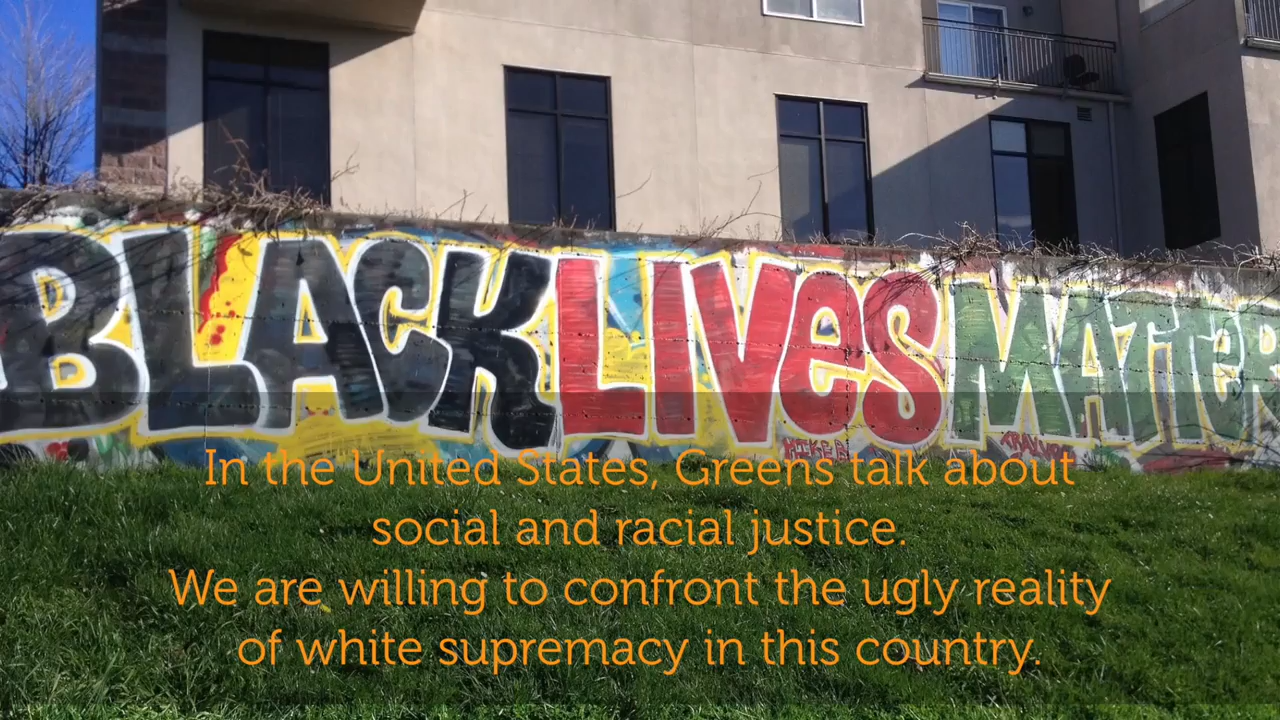 BLACK LIVES MATTER
MIKE B
In the United States, Greens talk about
social and racial justice.
We are willing to confront the ugly reality
of white supremacy in this country.